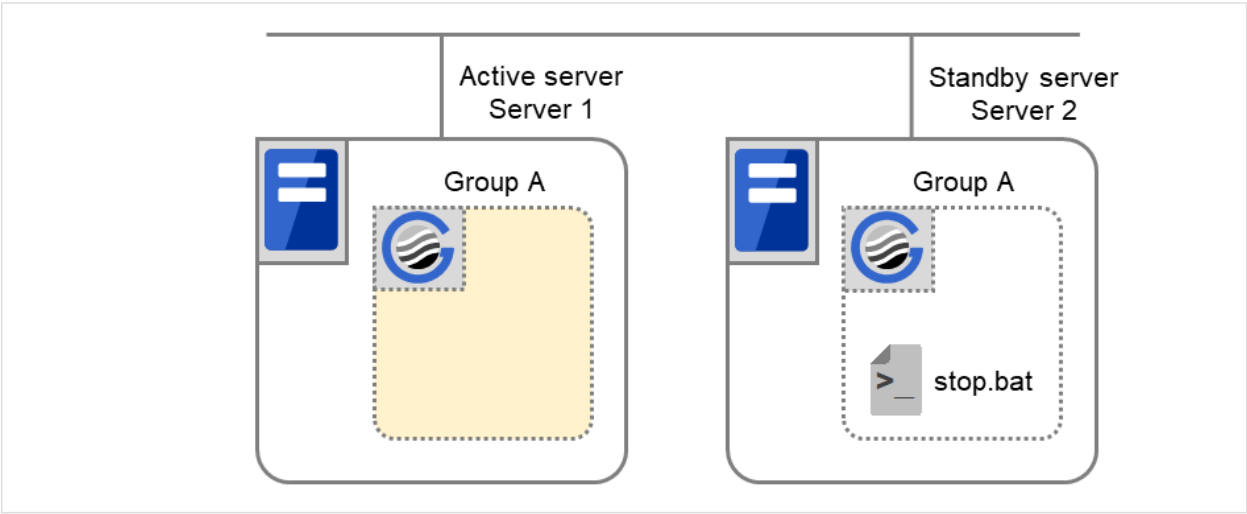 Active server
Server 1
Standby server
Server 2
Group A
Group A
>_
stop.bat